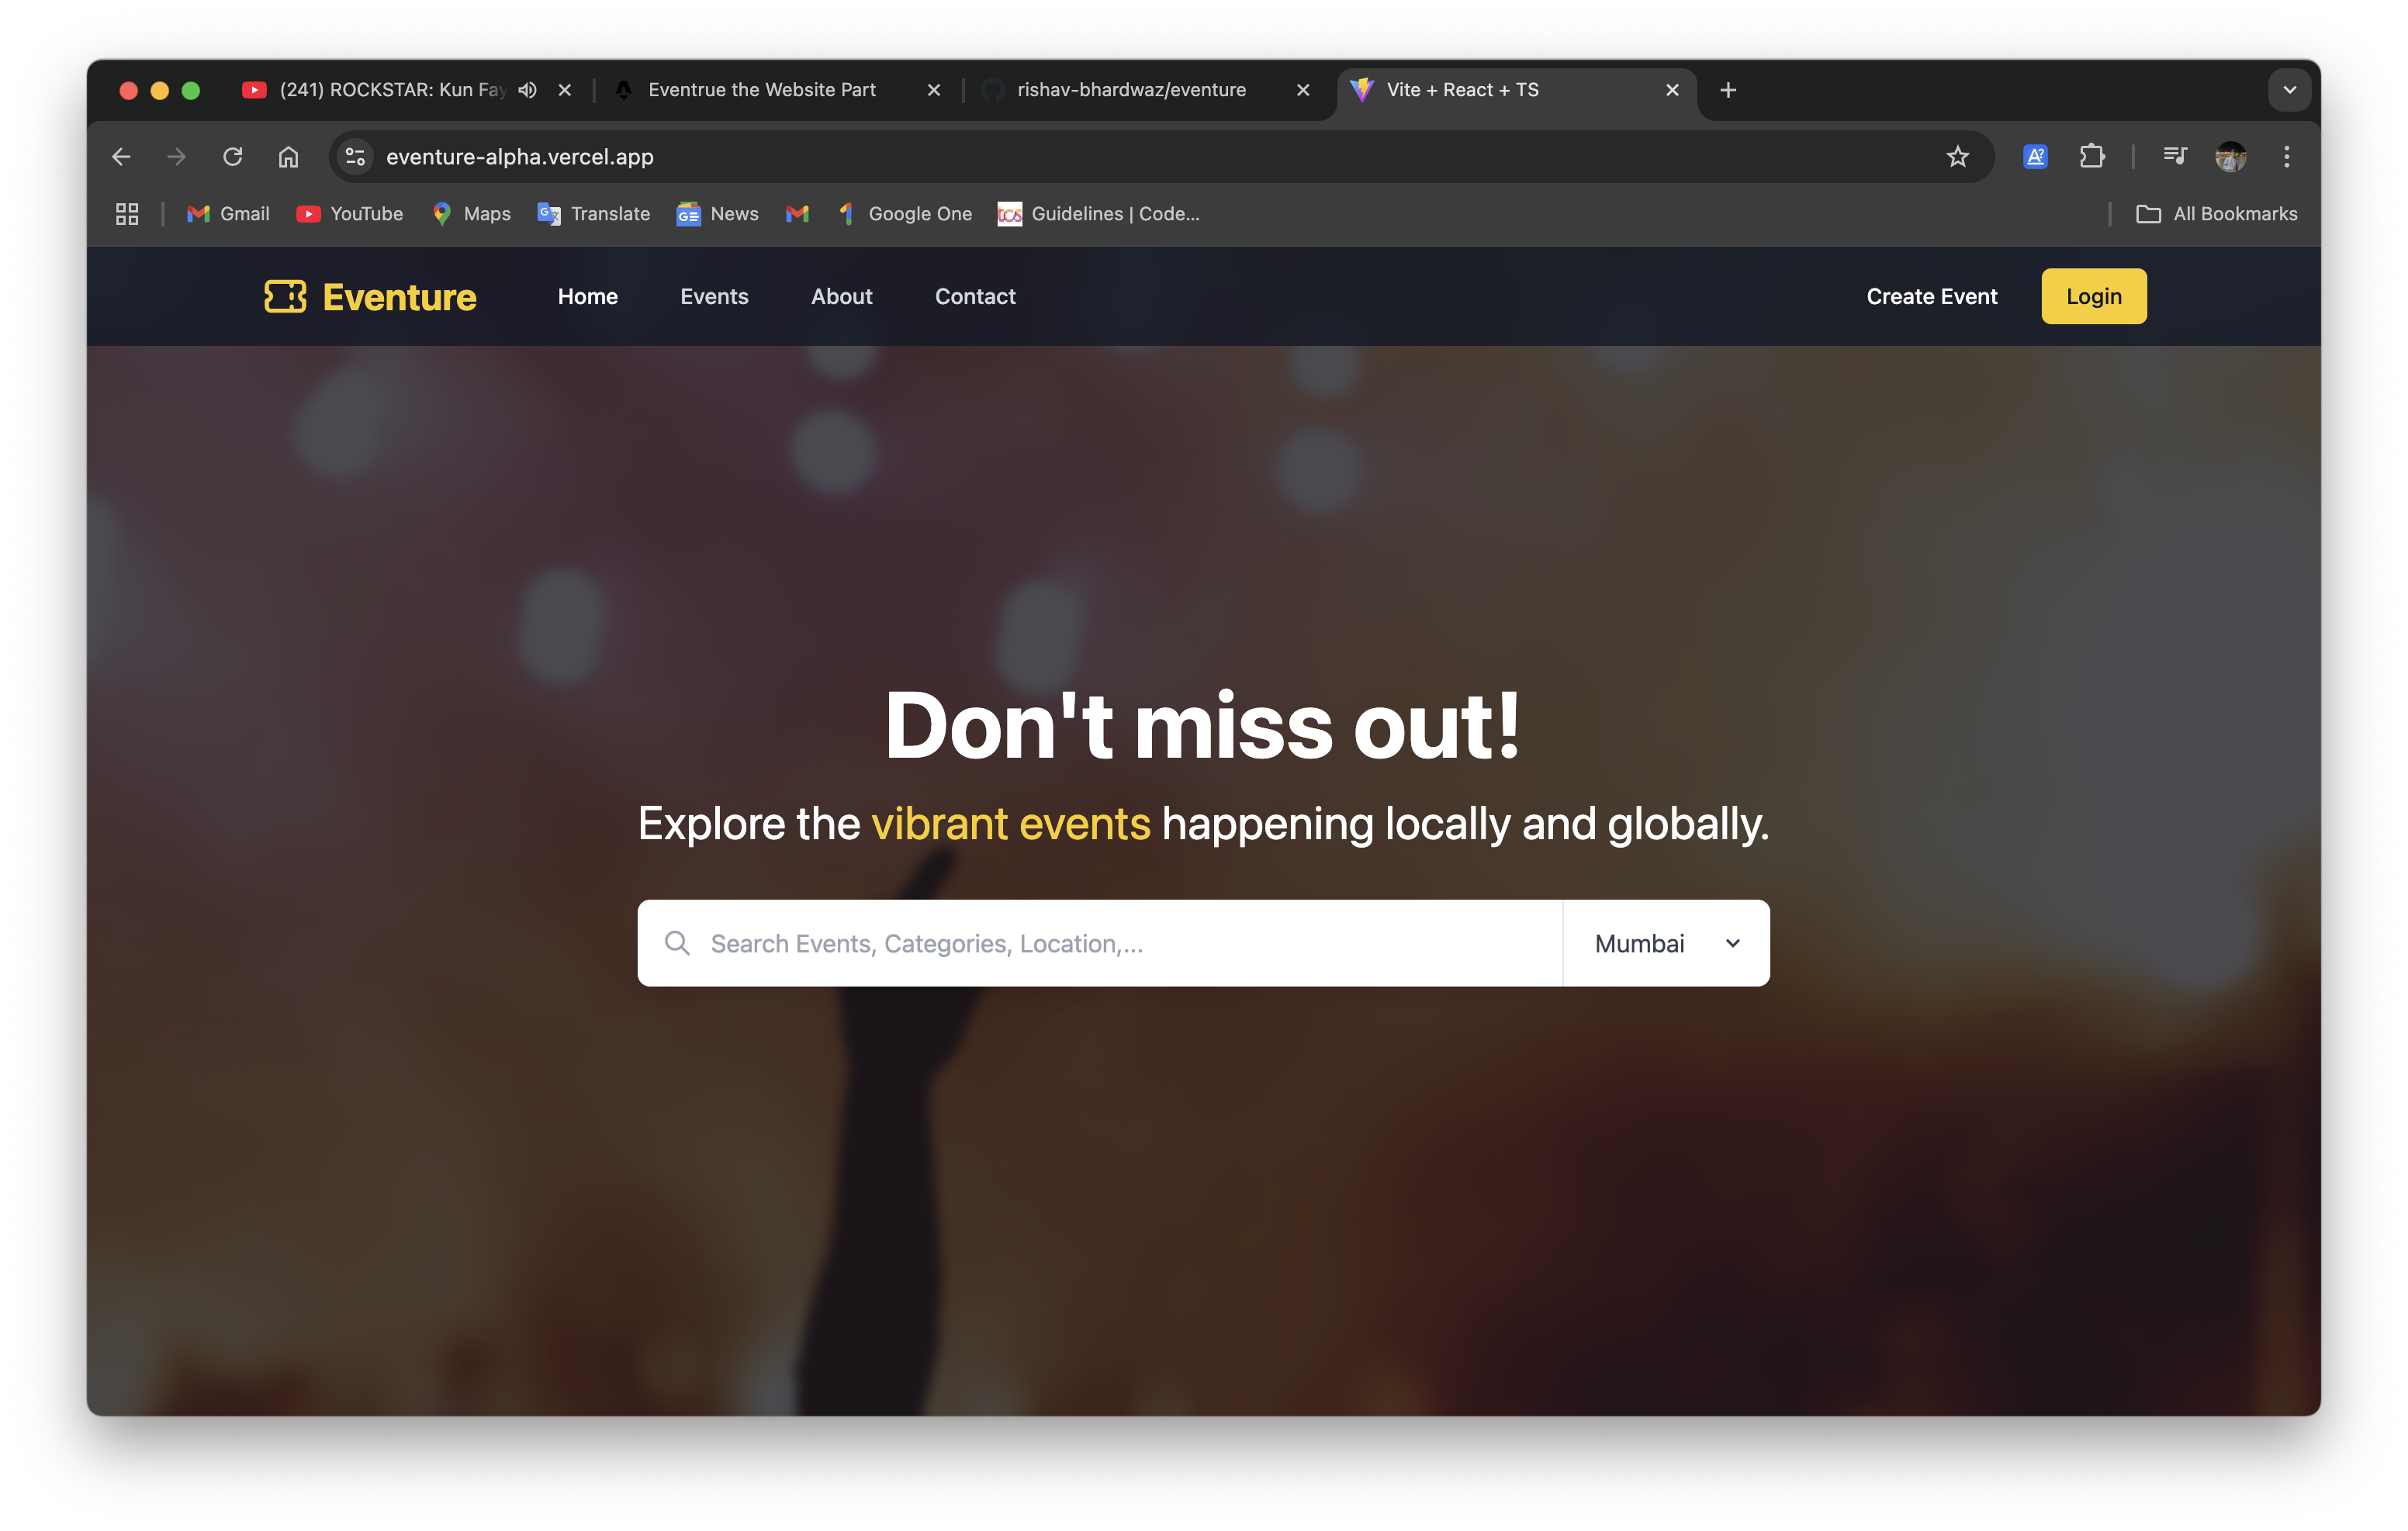 (241) ROCKSTAR: Kun Fay
Eventrue the Website Part
rishav-bhardwaz/eventure
Vite + React + TS
eventure-alpha.vercel.app
Gmail
YouTube
Maps
Translate
News
Google One
Guidelines | Code...
All Bookmarks
Eventure
Home
Events
About
Contact
Create Event
Login
Don't miss out!
Explore the vibrant events happening locally and globally.
Search Events, Categories, Location,...
Mumbai